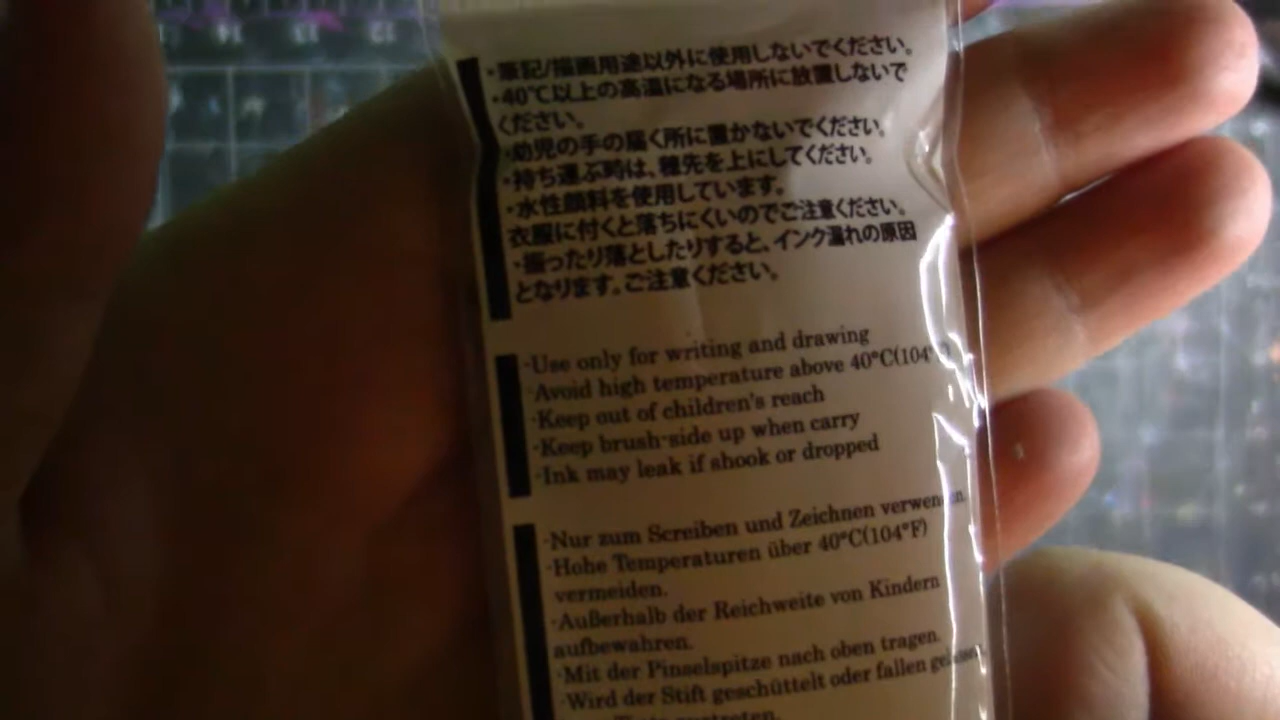 ・筆記/描画用途以外に使用しないでください。
・40℃以上の高温になる場所に放置しないで
ください。
・幼児の手の届く所に置かないでください。
・持ち運ぶ時は、穂先を上にしてください。
・水性顔料を使用しています。
衣服に付くと落ちにくいのでご注意ください。
・振ったり落としたりすると、インク漏れの原因
となります。ご注意ください。
·Use only for writing and drawing
·Avoid high temperature above 40°C(104°
·Keep out of children's reach
·Keep brush-side up when carry
·Ink may leak if shook or dropped
·Nur zum Screiben und Zeichnen verwenden.
·Hohe Temperaturen über 40°C(104°F)
vermeiden.
·Außerhalb der Reichweite von Kindern
aufbewahren.
·Mit der Pinselspitze nach oben tragen.
·Wird der Stift geschüttelt oder fallen